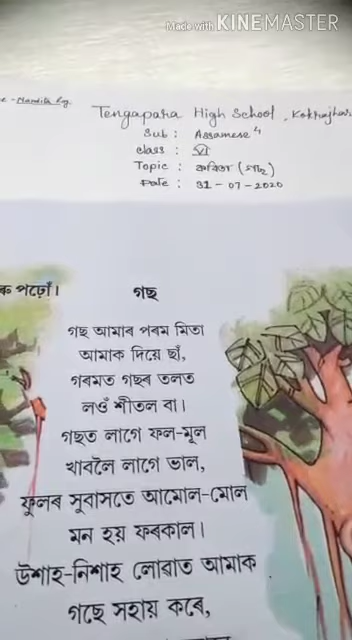 Made with KINEMASTER
Tengapara High School, Kokrajhar
Sub : Assamese
class : VI
Topic : কবিতা (গছ)
Date : 31-07-2020
পঢ়োঁ।
গছ
গছ আমাৰ পৰম মিতা
আমাক দিয়ে ছাঁ,
গৰমত গছৰ তলত
লওঁ শীতল বা।
গছত লাগে ফল-মূল
খাবলৈ লাগে ভাল,
ফুলৰ সুবাসতে আমোল-মোল
মন হয় ফৰকাল।
উশাহ-নিশাহ লোৱাত আমাক
গছে সহায় কৰে,